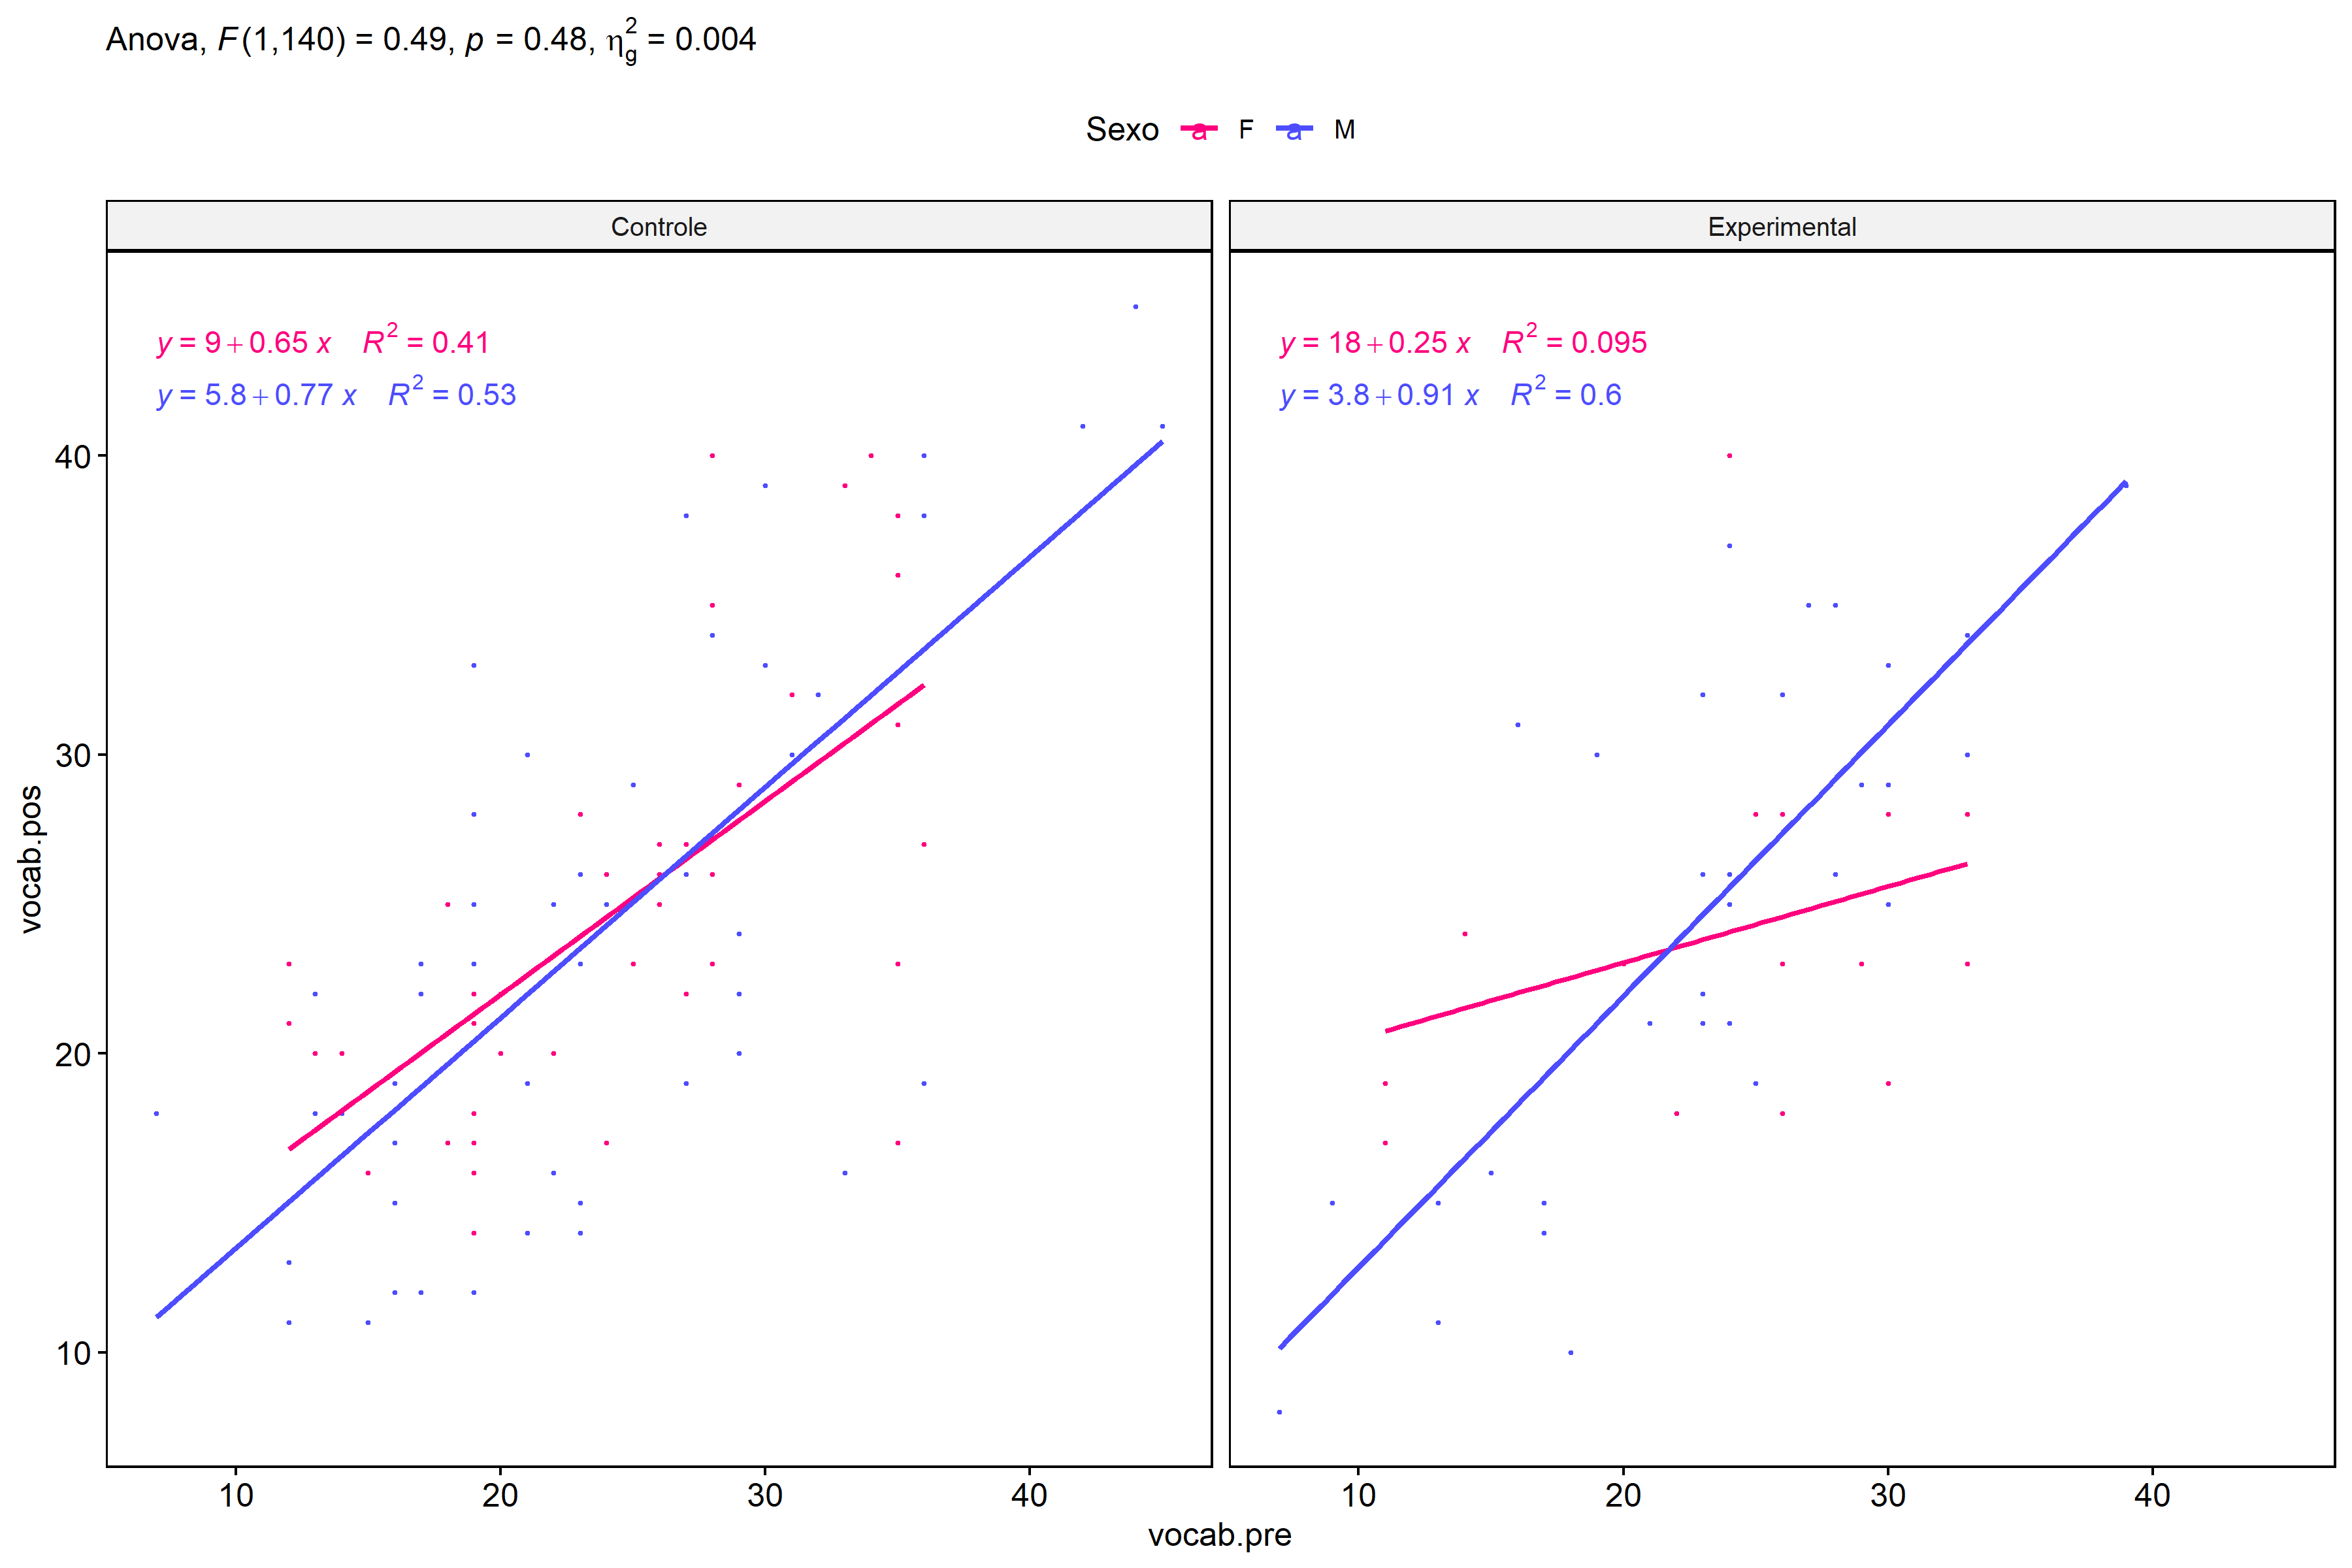 Anova, F(1,140) = 0.49, p = 0.48, η²g = 0.004
Sexo a F a M
Controle
Experimental
y = 9 + 0.65 x R² = 0.41
y = 5.8 + 0.77 x R² = 0.53
y = 18 + 0.25 x R² = 0.095
y = 3.8 + 0.91 x R² = 0.6
vocab.pos
40
30
20
10
10 20 30 40
10 20 30 40
vocab.pre